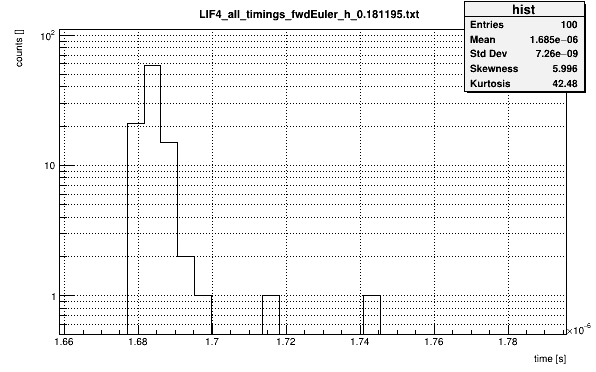 LIF4_all_timings_fwdEuler_h_0.181195.txt
hist
Entries 100
Mean 1.685e−06
Std Dev 7.26e−09
Skewness 5.996
Kurtosis 42.48
counts []
10²
10
1
1.66 1.68 1.7 1.72 1.74 1.76 1.78
×10⁻⁶
time [s]